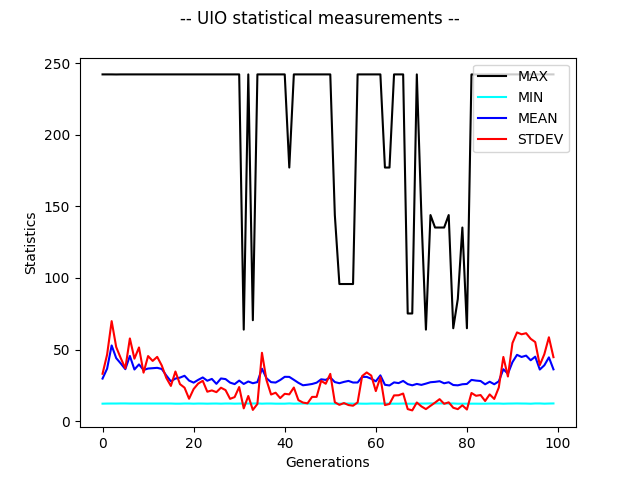 -- UIO statistical measurements --
250
200
150
100
50
0
Statistics
MAX
MIN
MEAN
STDEV
0 20 40 60 80 100
Generations